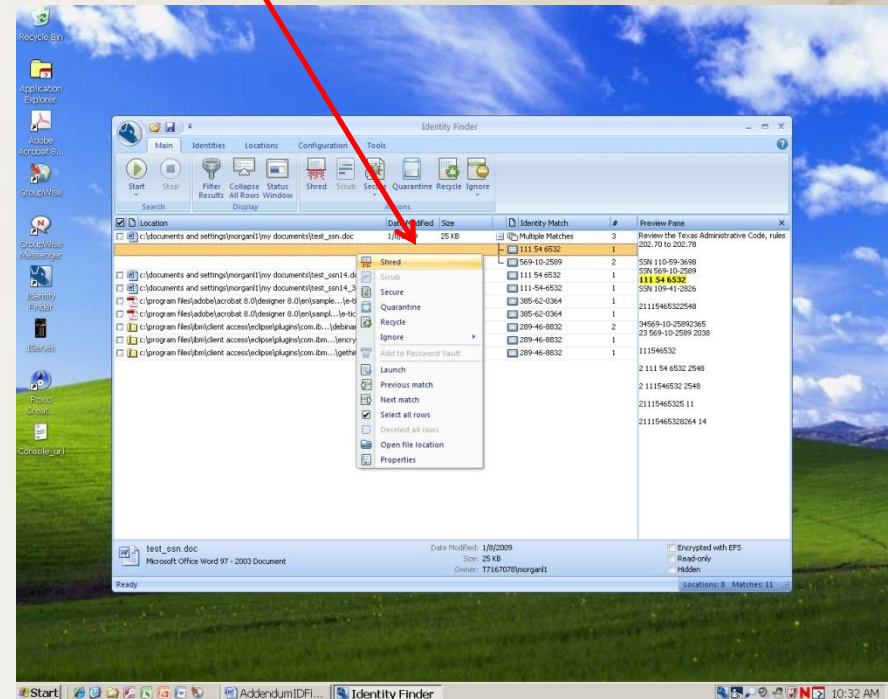 Recycle Bin
Application
Explorer
Adobe
Acrobat 8...
GroupWise
GroupWise
Messenger
Identity
Finder
iSeries
Roxio
Creat...
Console_url
Identity Finder
Main Identities Locations Configuration Tools
Start Stop Filter Results Collapse All Rows Status Window Shred Scrub Secure Quarantine Recycle Ignore
Search Display Actions
Location Date Modified Size Identity Match # Preview Pane
c:\documents and settings\morganl1\my documents\test_ssn.doc 25 KB Multiple Matches 3
111 54 6532 1
569-10-2589 2
c:\documents and settings\morganl1\my documents\test_ssn14.do 111 54 6532 1
c:\documents and settings\morganl1\my documents\test_ssn14_3 111-54-6532 1
c:\program files\adobe\acrobat 8.0\designer 8.0\en\sample...\e-ti 385-62-0364 1
c:\program files\adobe\acrobat 8.0\designer 8.0\en\sampl...\e-tic 385-62-0364 1
c:\program files\ibm\client access\eclipse\plugins\com.ib...\debinar 289-46-8832 2
c:\program files\ibm\client access\eclipse\plugins\com.ibm...\encry 289-46-8832 1
c:\program files\ibm\client access\eclipse\plugins\com.ibm...\gethin 289-46-8832 1
Shred
Scrub
Secure
Quarantine
Recycle
Ignore
Add to Password Vault
Launch
Previous match
Next match
Select all rows
Deselect all rows
Open file location
Properties
Review the Texas Administrative Code, rules
202.70 to 202.78
SSN 110-59-3698
SSN 569-10-2589
111 54 6532
SSN 109-41-2826
21115465322548
34569-10-25892365
23 569-10-2589 2038
111546532
2 111 54 6532 2548
2 111546532 2548
21115465325 11
21115465328264 14
test_ssn.doc
Microsoft Office Word 97 - 2003 Document
Date Modified: 1/8/2009
Size: 25 KB
Owner: T7167078\morganl1
Encrypted with EFS
Read-only
Hidden
Ready Locations: 8 Matches: 11
Start AddendumIDFi... Identity Finder 10:32 AM